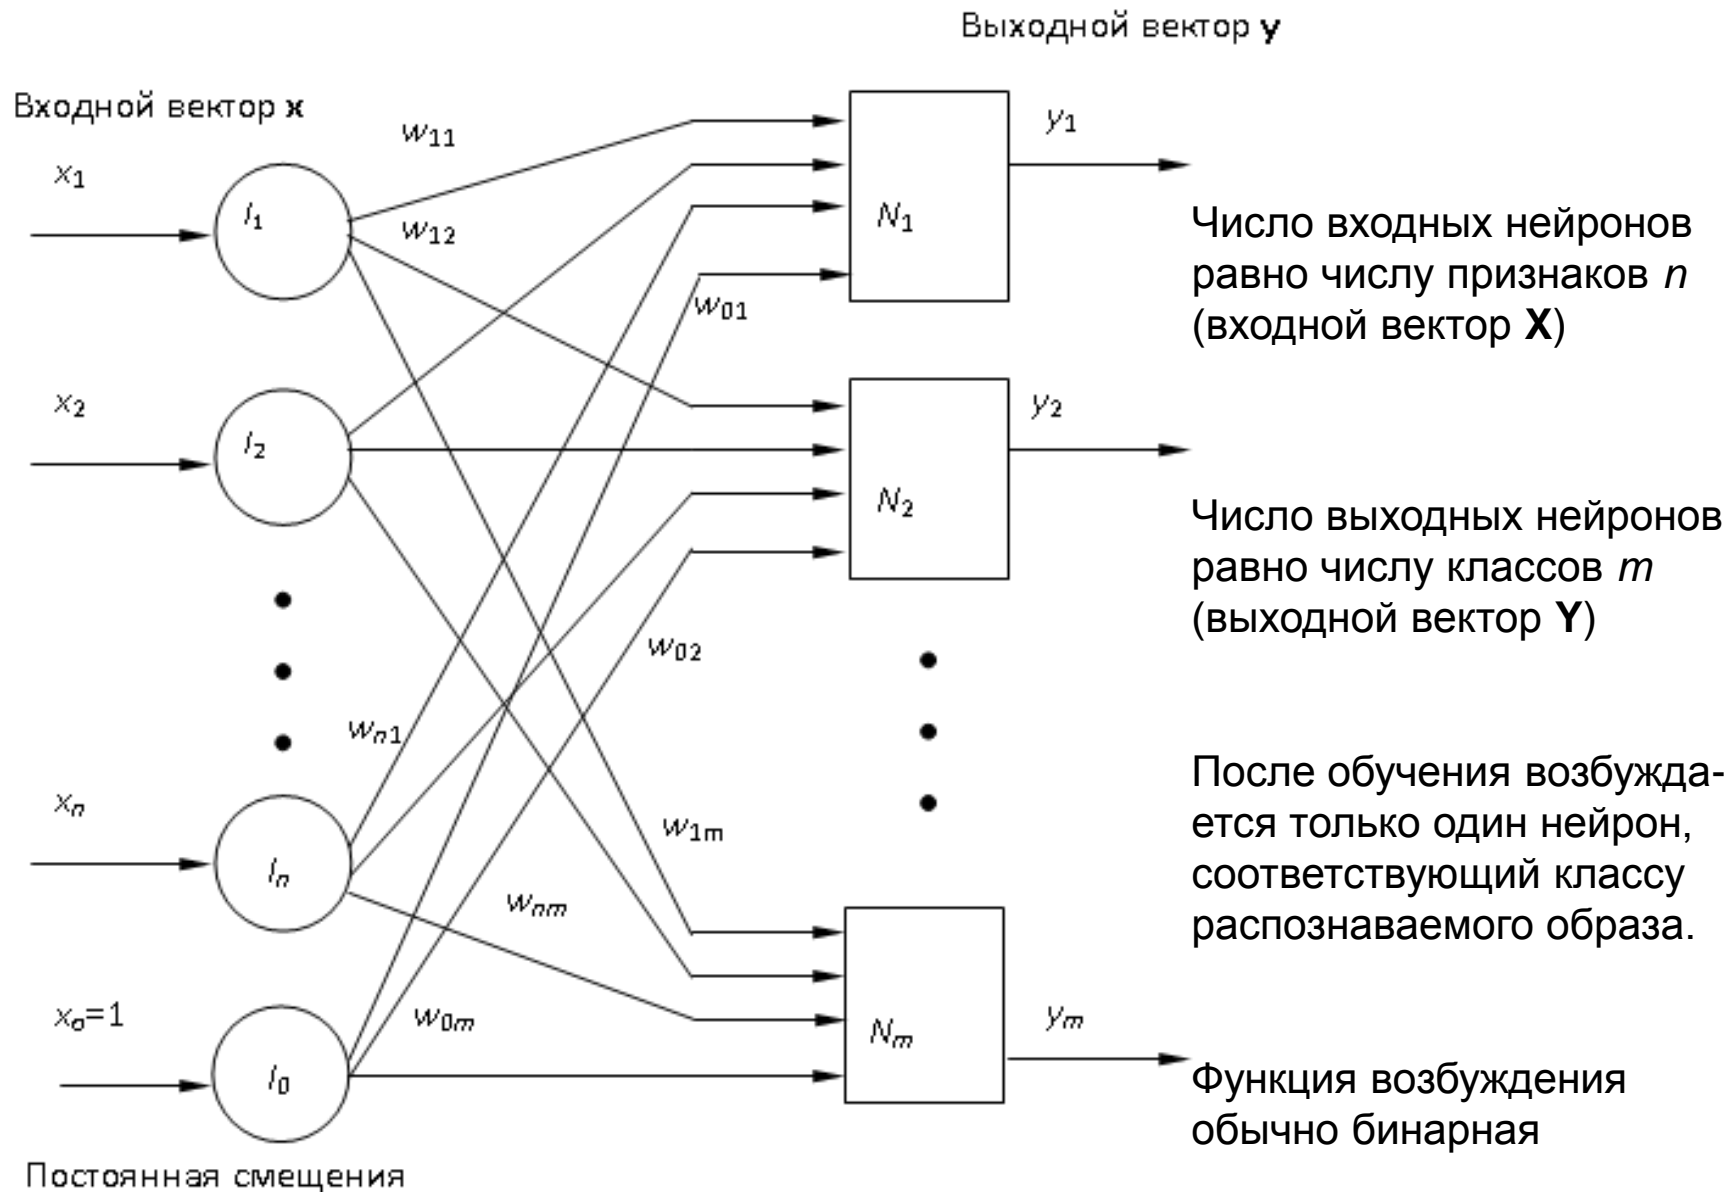 Выходной вектор y
Входной вектор x
x1
I1
w11
w12
w01
N1
y1
Число входных нейронов
равно числу признаков n
(входной вектор X)
x2
I2
N2
y2
Число выходных нейронов
равно числу классов m
(выходной вектор Y)
w02
wn1
После обучения возбужда-
ется только один нейрон,
соответствующий классу
распознаваемого образа.
xn
In
w1m
wnm
xo=1
I0
w0m
Nm
ym
Функция возбуждения
обычно бинарная
Постоянная смещения